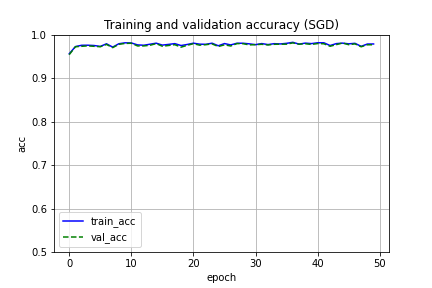 Training and validation accuracy (SGD)
1.0
0.9
0.8
0.7
0.6
0.5
acc
train_acc
val_acc
0 10 20 30 40 50
epoch